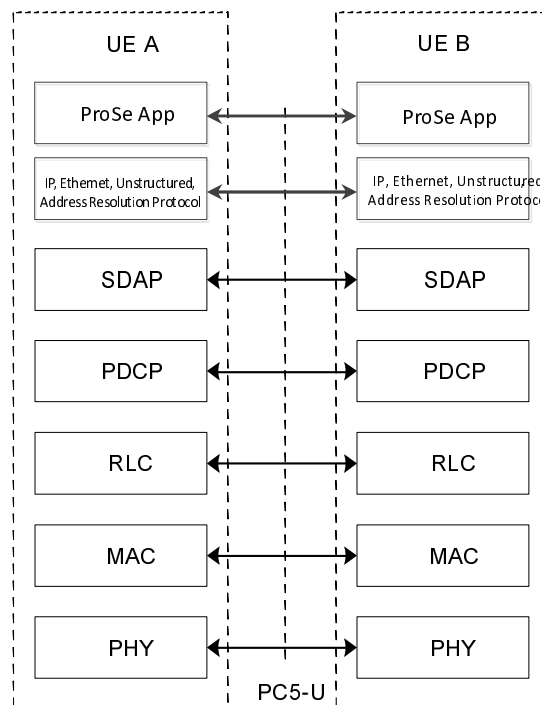 UE A
UE B
ProSe App
ProSe App
IP, Ethernet, Unstructured,
Address Resolution Protocol
IP, Ethernet, Unstructured
Address Resolution Protoco
SDAP
SDAP
PDCP
PDCP
RLC
RLC
MAC
MAC
PHY
PHY
PC5-U